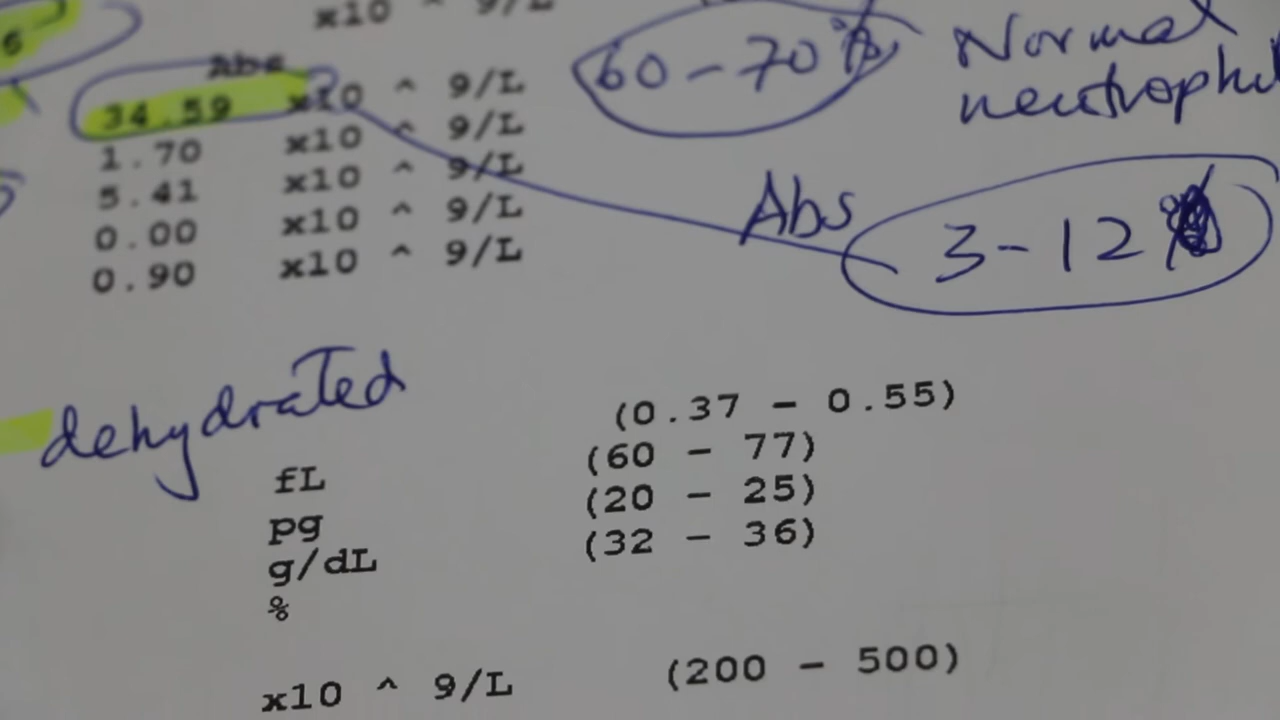 6
x10 ^ 9/L
Abs
34.59 x10 ^ 9/L
1.70 x10 ^ 9/L
5.41 x10 ^ 9/L
0.00 x10 ^ 9/L
0.90 x10 ^ 9/L
60-70%
Normal
neutrophil
Abs 3-12
dehydrated
(0.37 - 0.55)
fL (60 - 77)
pg (20 - 25)
g/dL (32 - 36)
%
x10 ^ 9/L (200 - 500)